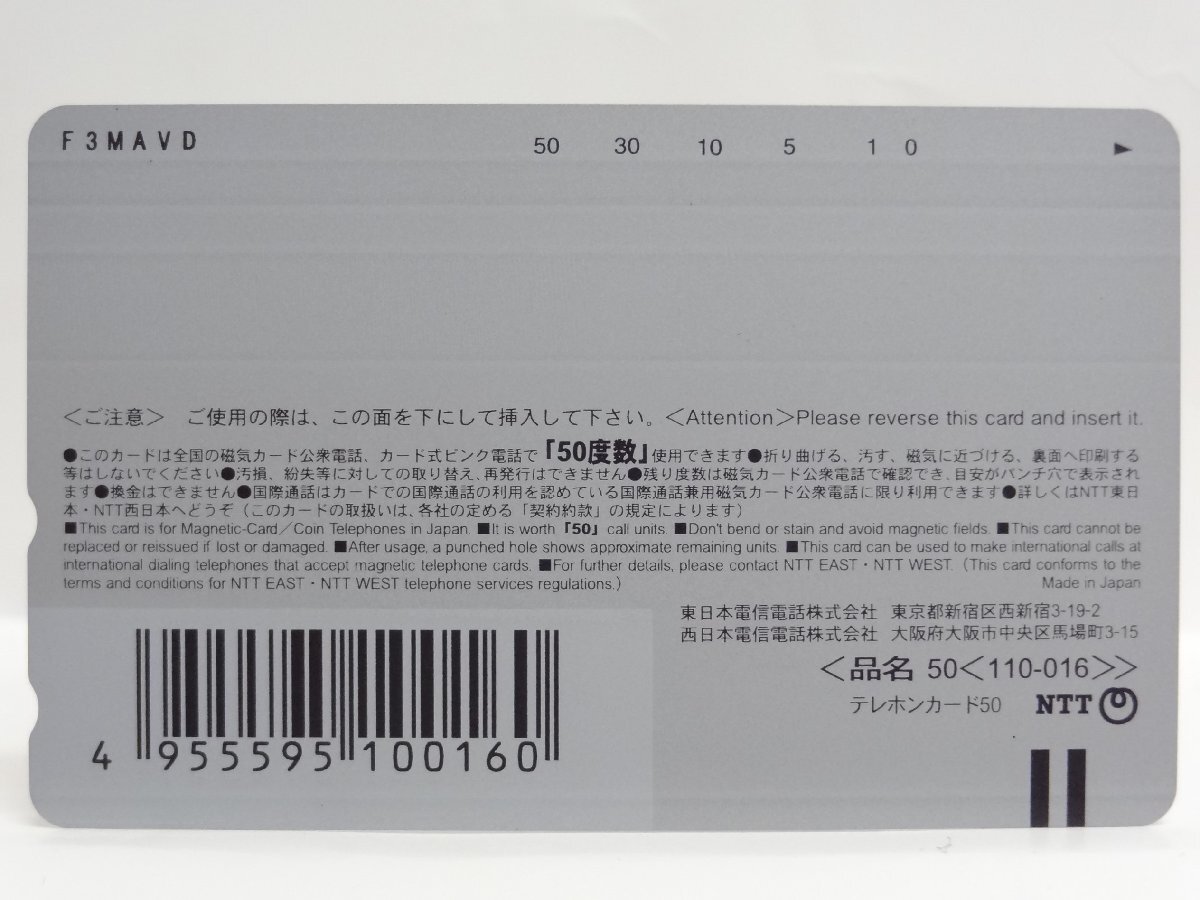 F3MAVD 50 30 10 5 1 0 ►
＜ご注意＞ ご使用の際は、この面を下にして挿入して下さい。＜Attention＞Please reverse this card and insert it.
●このカードは全国の磁気カード公衆電話、カード式ピンク電話で「50度数」使用できます●折り曲げる、汚す、磁気に近づける、裏面へ印刷する
等はしないでください●汚損、紛失等に対しての取り替え、再発行はできません●残り度数は磁気カード公衆電話で確認でき、目安がパンチ穴で表示され
ます●換金はできません●国際通話はカードでの国際通話の利用を認めている国際通話兼用磁気カード公衆電話に限り利用できます●詳しくはNTT東日
本・NTT西日本へどうぞ（このカードの取扱いは、各社の定める「契約約款」の規定によります）
■This card is for Magnetic-Card／Coin Telephones in Japan. ■It is worth「50」call units. ■Don't bend or stain and avoid magnetic fields. ■This card cannot be
replaced or reissued if lost or damaged. ■After usage, a punched hole shows approximate remaining units. ■This card can be used to make international calls at
international dialing telephones that accept magnetic telephone cards. ■For further details, please contact NTT EAST・NTT WEST. (This card conforms to the
terms and conditions for NTT EAST・NTT WEST telephone services regulations.)
Made in Japan
東日本電信電話株式会社 東京都新宿区西新宿3-19-2
西日本電信電話株式会社 大阪府大阪市中央区馬場町3-15
＜品名 50＜110-016＞＞
テレホンカード50 NTT
4 955595 100160